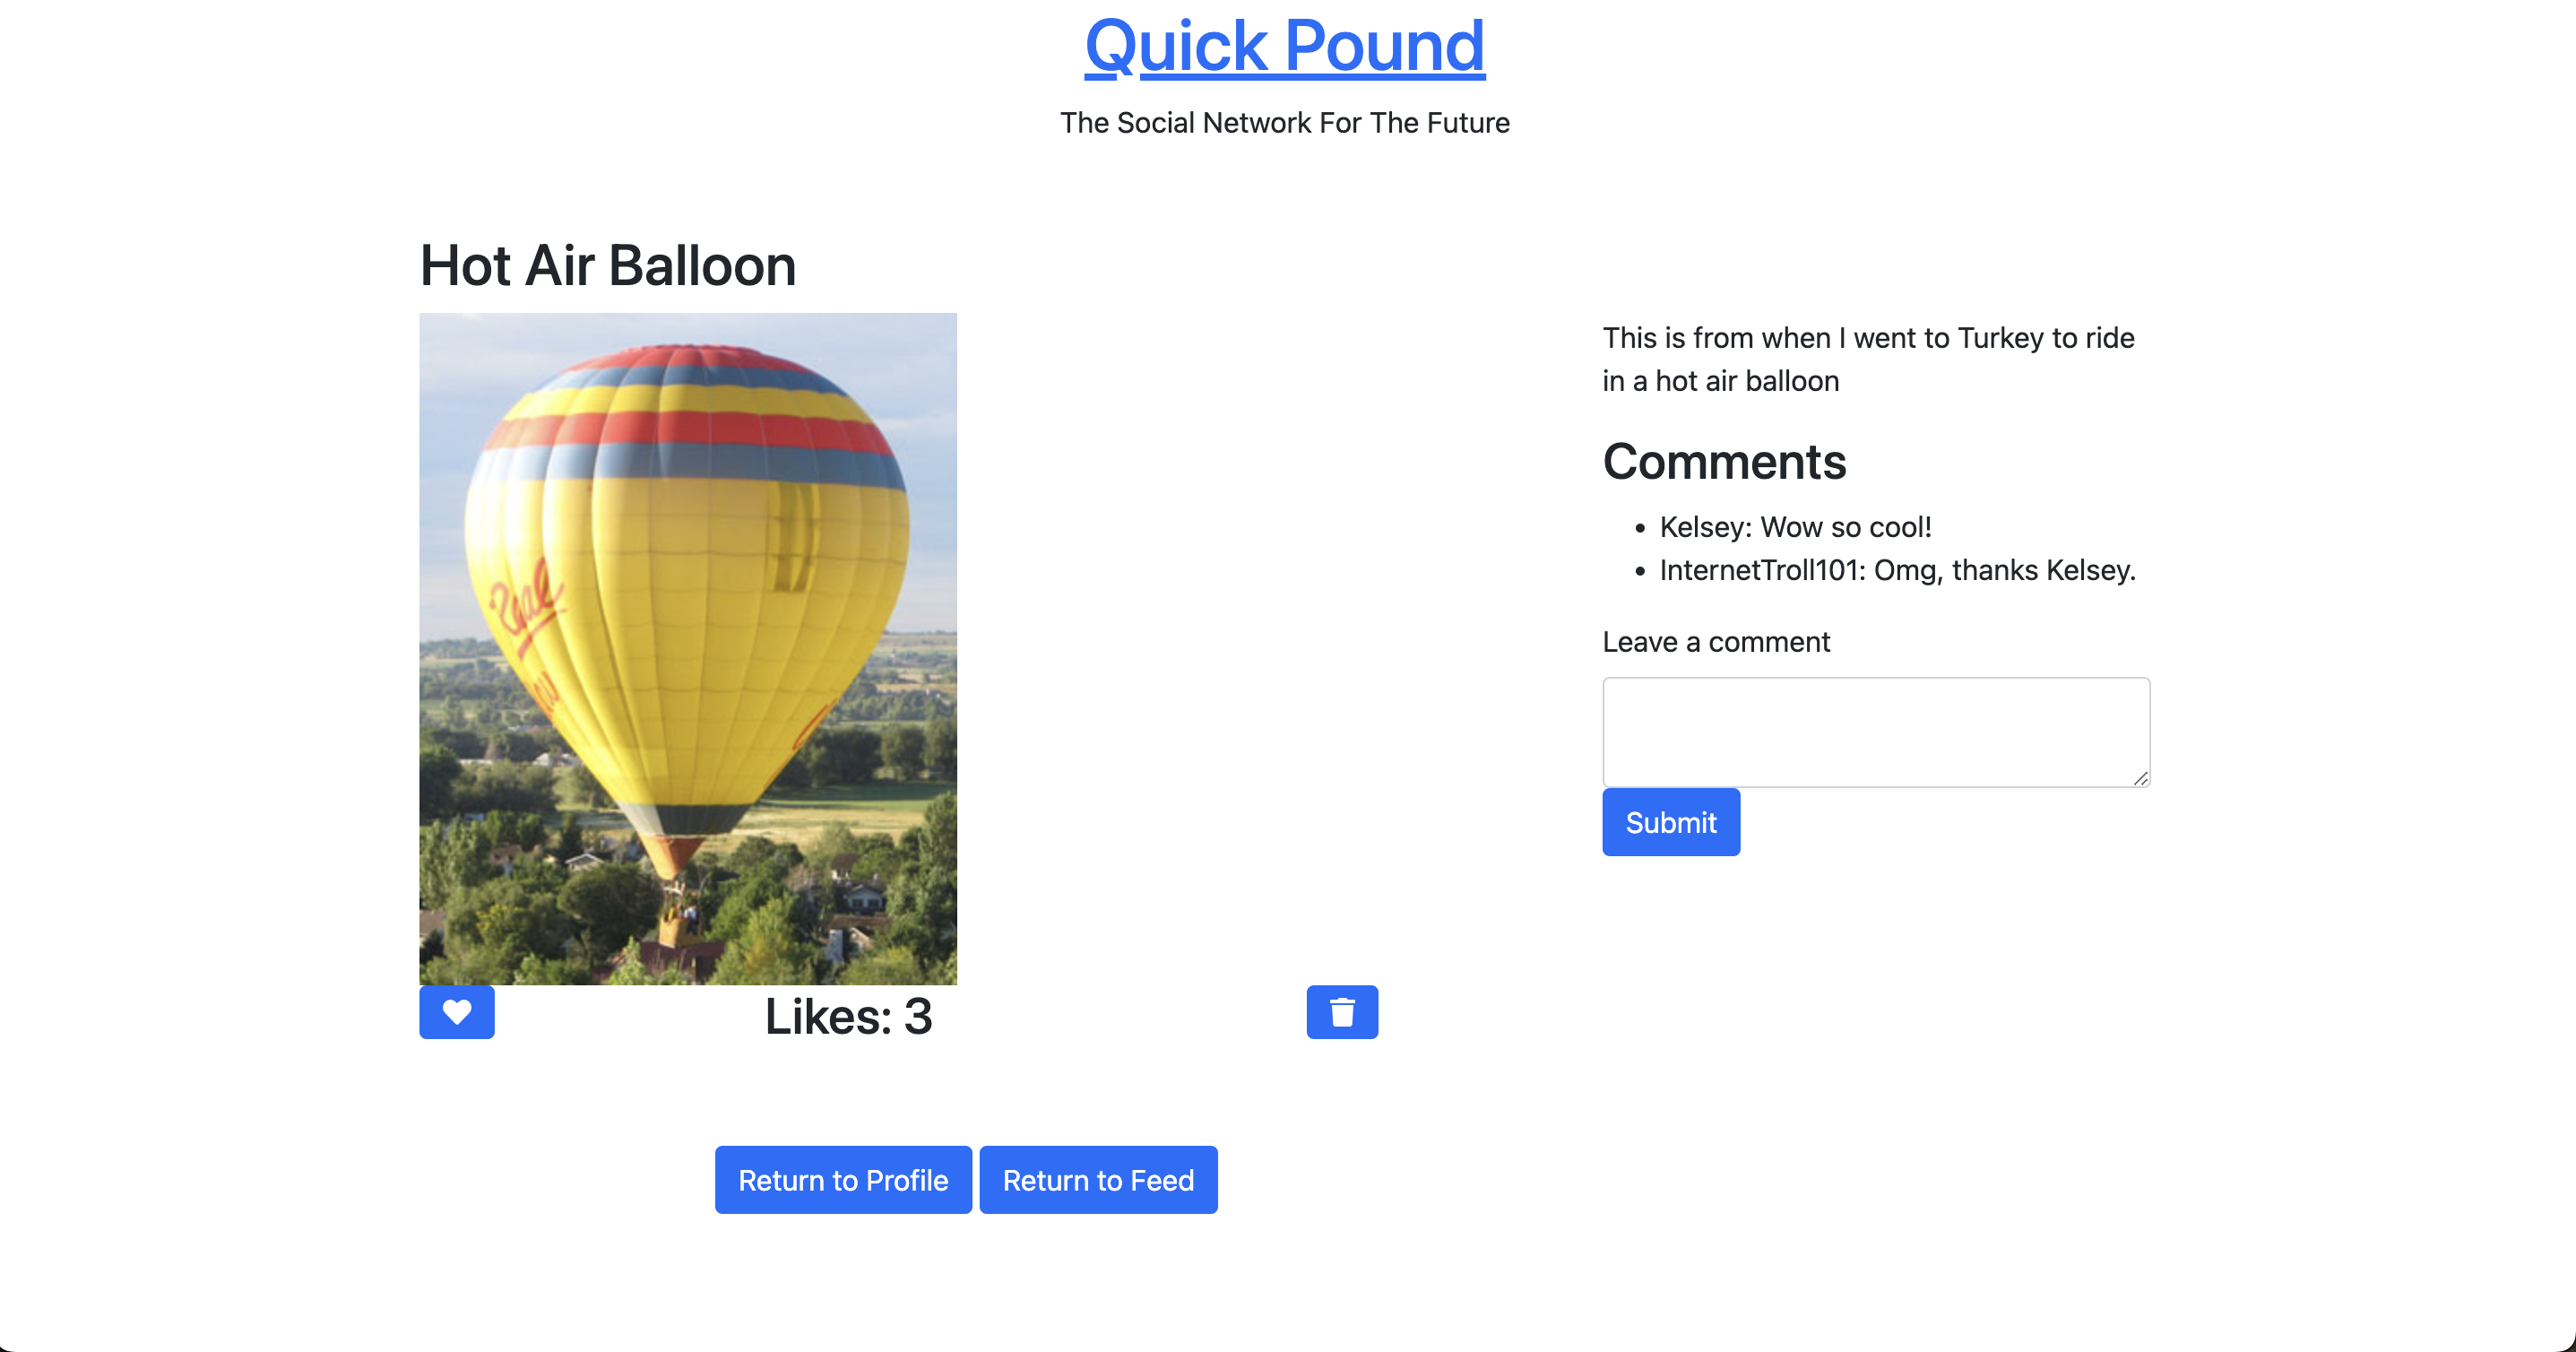 Quick Pound
The Social Network For The Future
Hot Air Balloon
This is from when I went to Turkey to ride
in a hot air balloon
Comments
Kelsey: Wow so cool!
InternetTroll101: Omg, thanks Kelsey.
Leave a comment
Submit
Likes: 3
Return to Profile
Return to Feed